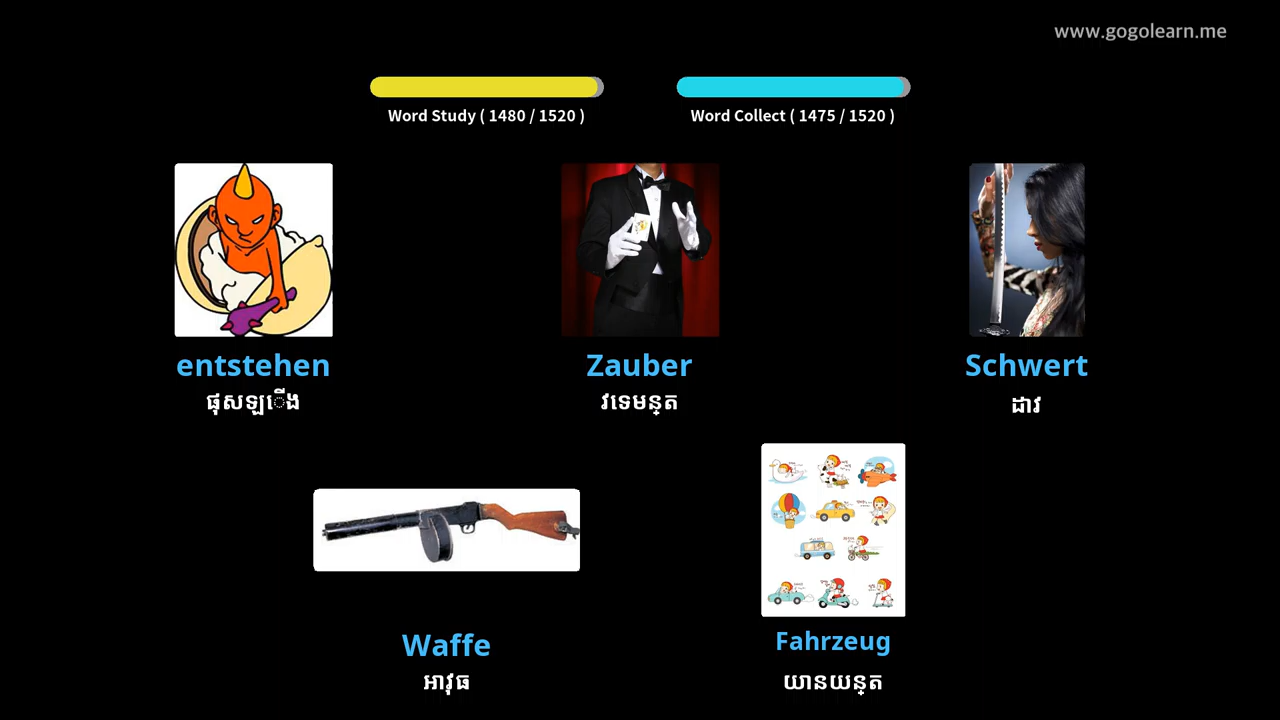 www.gogolearn.me
Word Study ( 1480 / 1520 )
Word Collect ( 1475 / 1520 )
entstehen
ផុសឡើង
Zauber
វេទមន្ត
Schwert
ដាវ
Waffe
អាវុធ
Fahrzeug
យានយន្ត